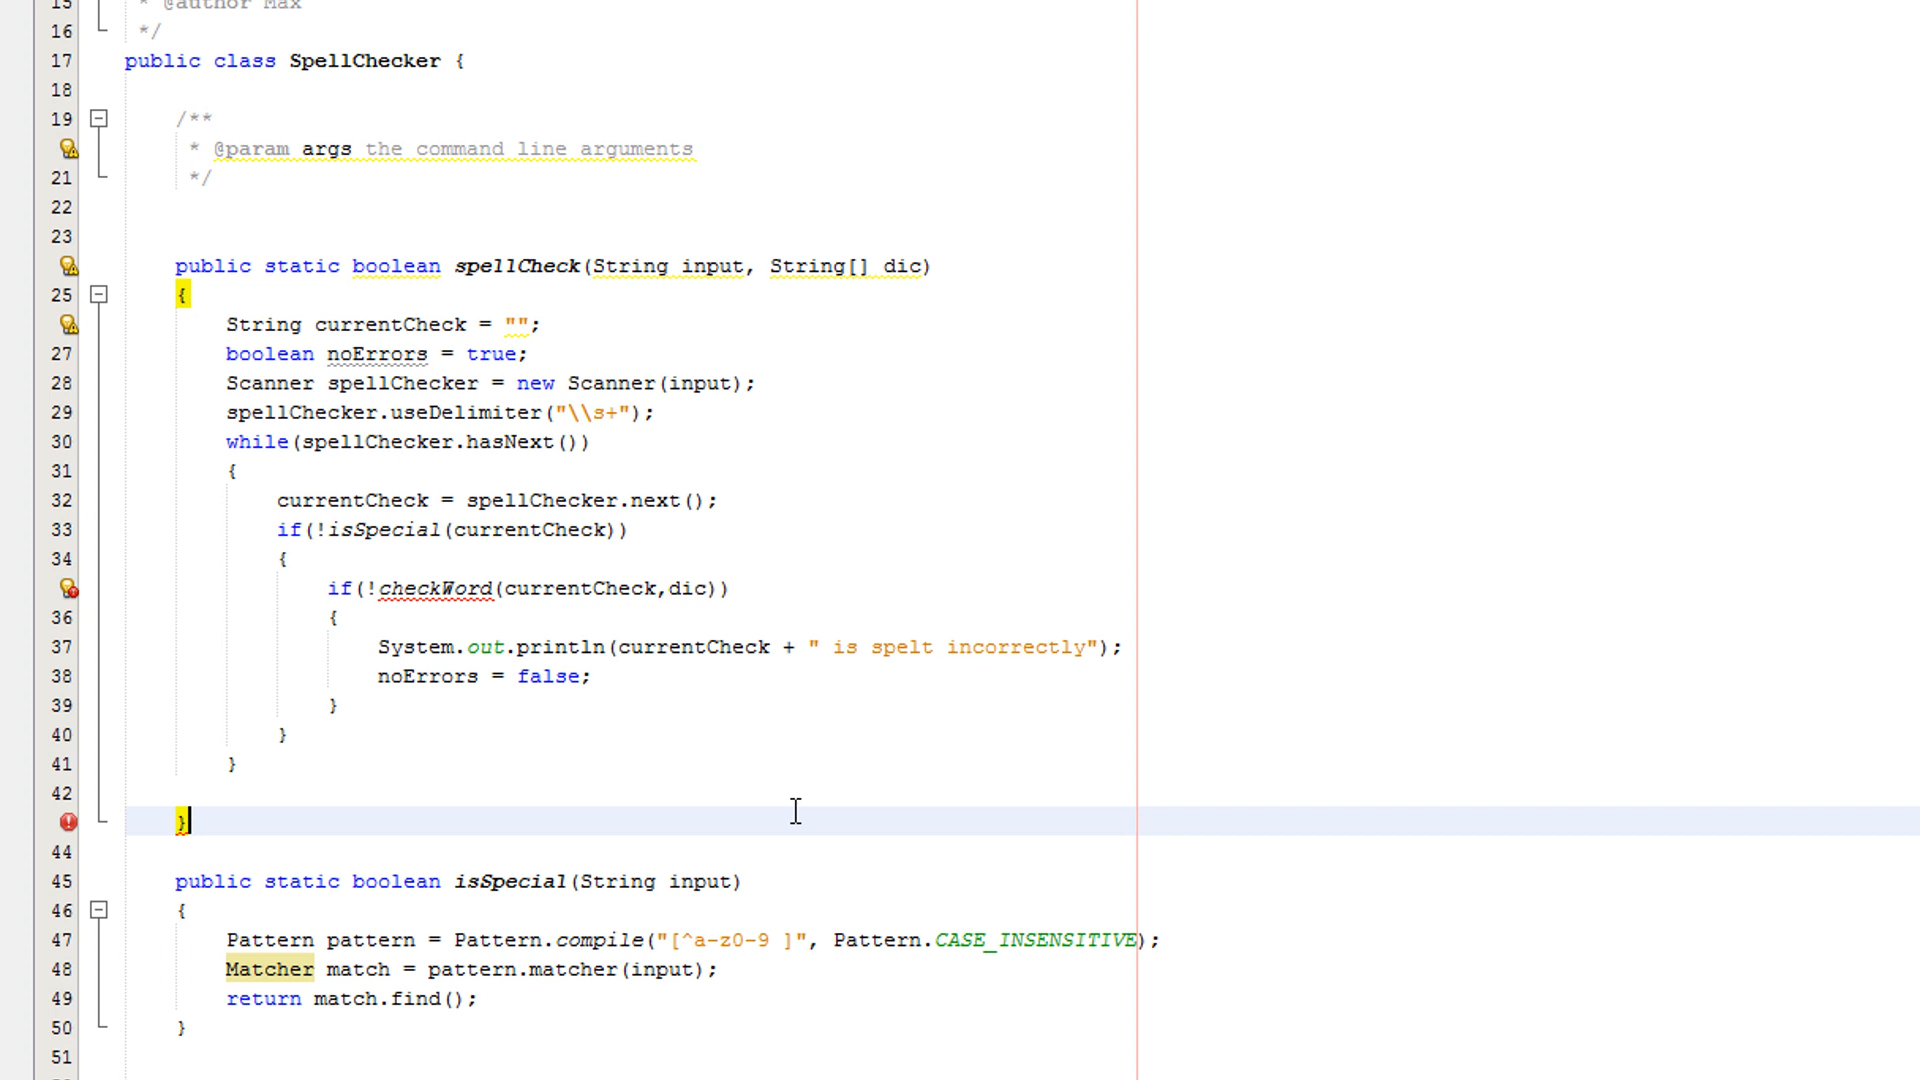 15 * @author Max
16 */
17 public class SpellChecker {
18
19 /**
* @param args the command line arguments
21 */
22
23
public static boolean spellCheck(String input, String[] dic)
25 {
String currentCheck = "";
27 boolean noErrors = true;
28 Scanner spellChecker = new Scanner(input);
29 spellChecker.useDelimiter("\\s+");
30 while(spellChecker.hasNext())
31 {
32 currentCheck = spellChecker.next();
33 if(!isSpecial(currentCheck))
34 {
if(!checkWord(currentCheck,dic))
36 {
37 System.out.println(currentCheck + " is spelt incorrectly");
38 noErrors = false;
39 }
40 }
41 }
42
}
44
45 public static boolean isSpecial(String input)
46 {
47 Pattern pattern = Pattern.compile("[^a-z0-9 ]", Pattern.CASE_INSENSITIVE);
48 Matcher match = pattern.matcher(input);
49 return match.find();
50 }
51